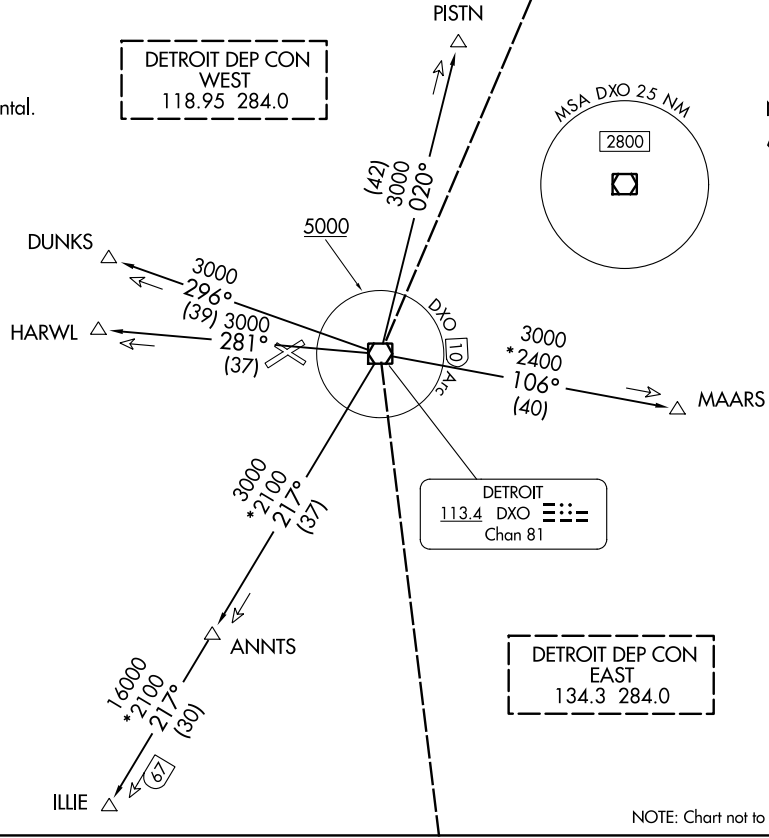 PISTN
DETROIT DEP CON
WEST
118.95 284.0
ntal.
MSA DXO 25 NM
2800
(42)
3000
020°
5000
DUNKS
3000
296°
(39)
HARWL
3000
281°
(37)
DXO 10 Arc
3000
*2400
106°
(40)
MAARS
DETROIT
113.4 DXO
Chan 81
3000
*2100
217°
(37)
ANNTS
DETROIT DEP CON
EAST
134.3 284.0
16000
*2100
217°
(30)
67
ILLIE
NOTE: Chart not to